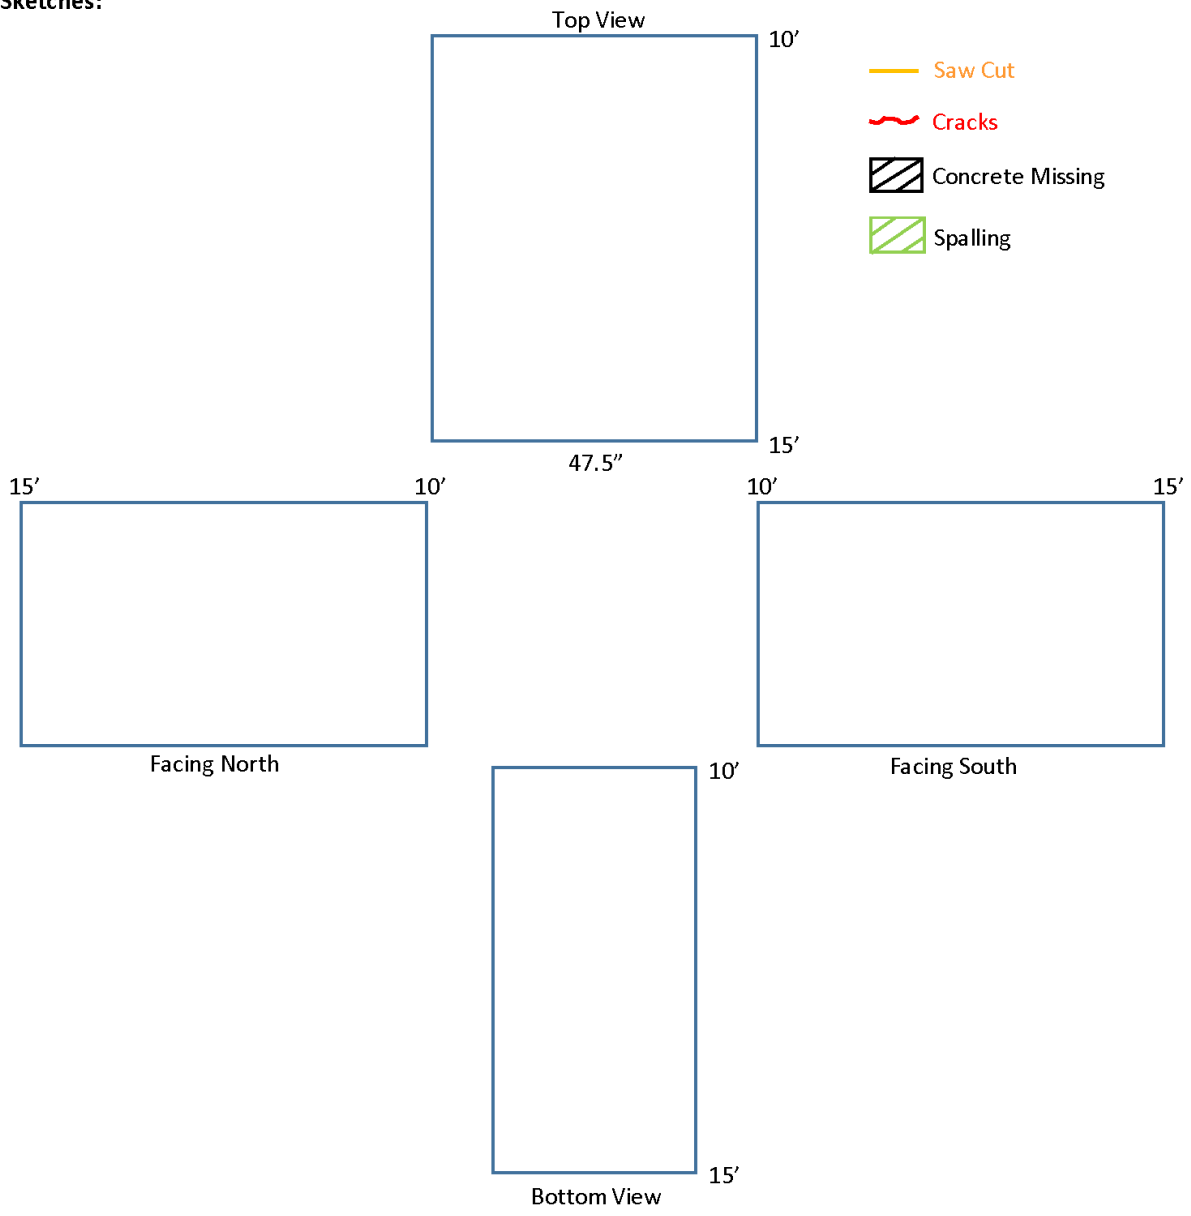 Sketches:
Top View
10’
Saw Cut
Cracks
Concrete Missing
Spalling
15’
47.5”
15’
10’
10’
15’
Facing North
Facing South
10’
15’
Bottom View